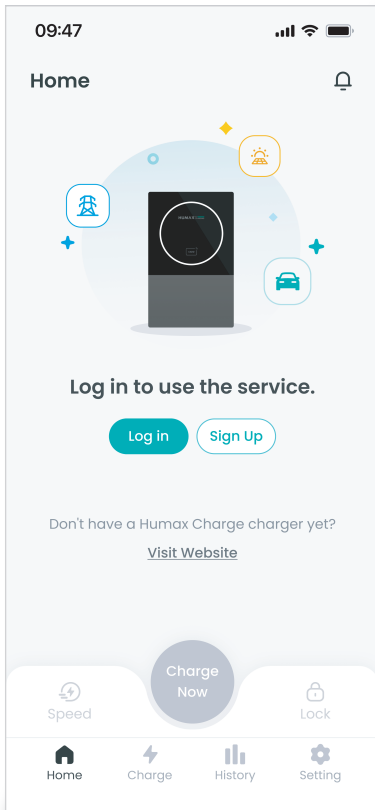 09:47
Home
HUMAX
Log in to use the service.
Log in
Sign Up
Don't have a Humax Charge charger yet?
Visit Website
Charge
Now
Speed
Lock
Home
Charge
History
Setting